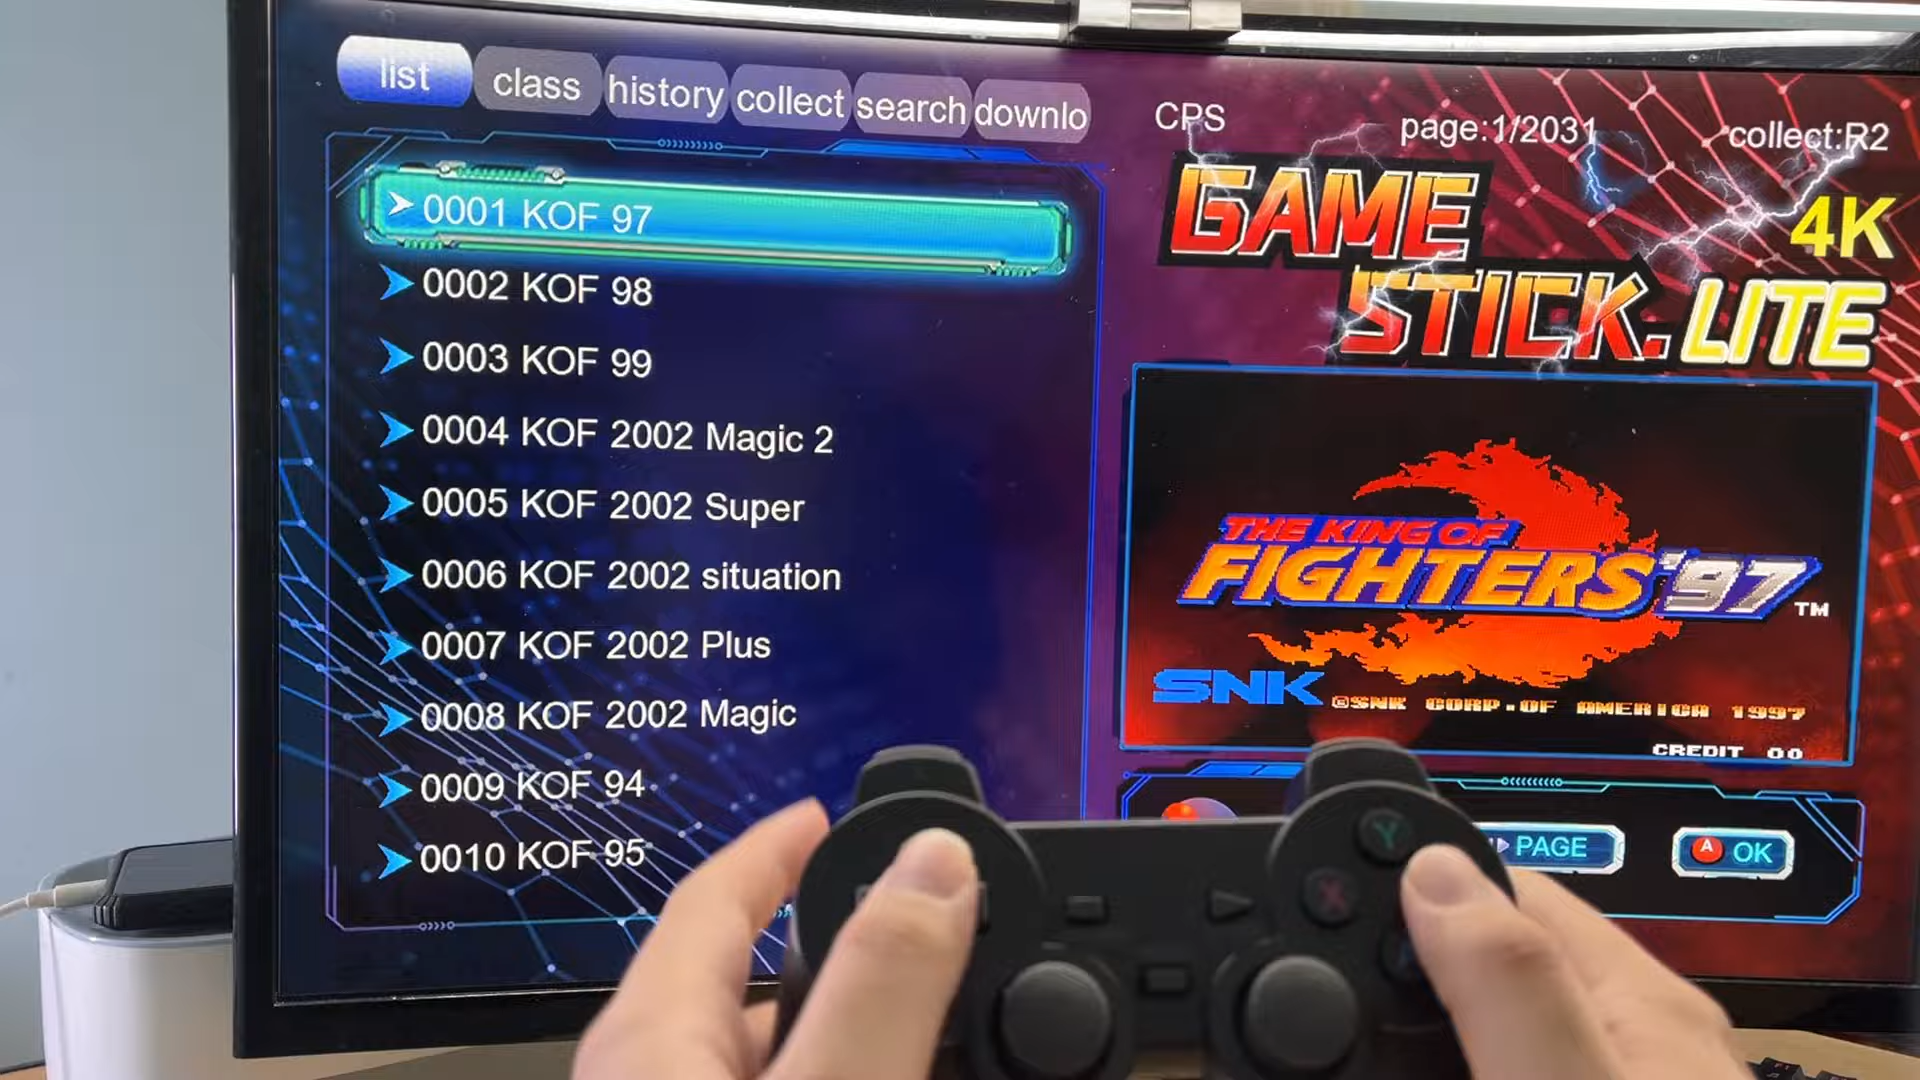 list class history collect search downlo
CPS page:1/2031 collect:R2
GAME
STICK. LITE
4K
0001 KOF 97
0002 KOF 98
0003 KOF 99
0004 KOF 2002 Magic 2
0005 KOF 2002 Super
0006 KOF 2002 situation
0007 KOF 2002 Plus
0008 KOF 2002 Magic
0009 KOF 94
0010 KOF 95
THE KING OF
FIGHTERS '97 TM
SNK ©SNK CORP.OF AMERICA 1997
CREDIT 00
PAGE A OK
Y
X